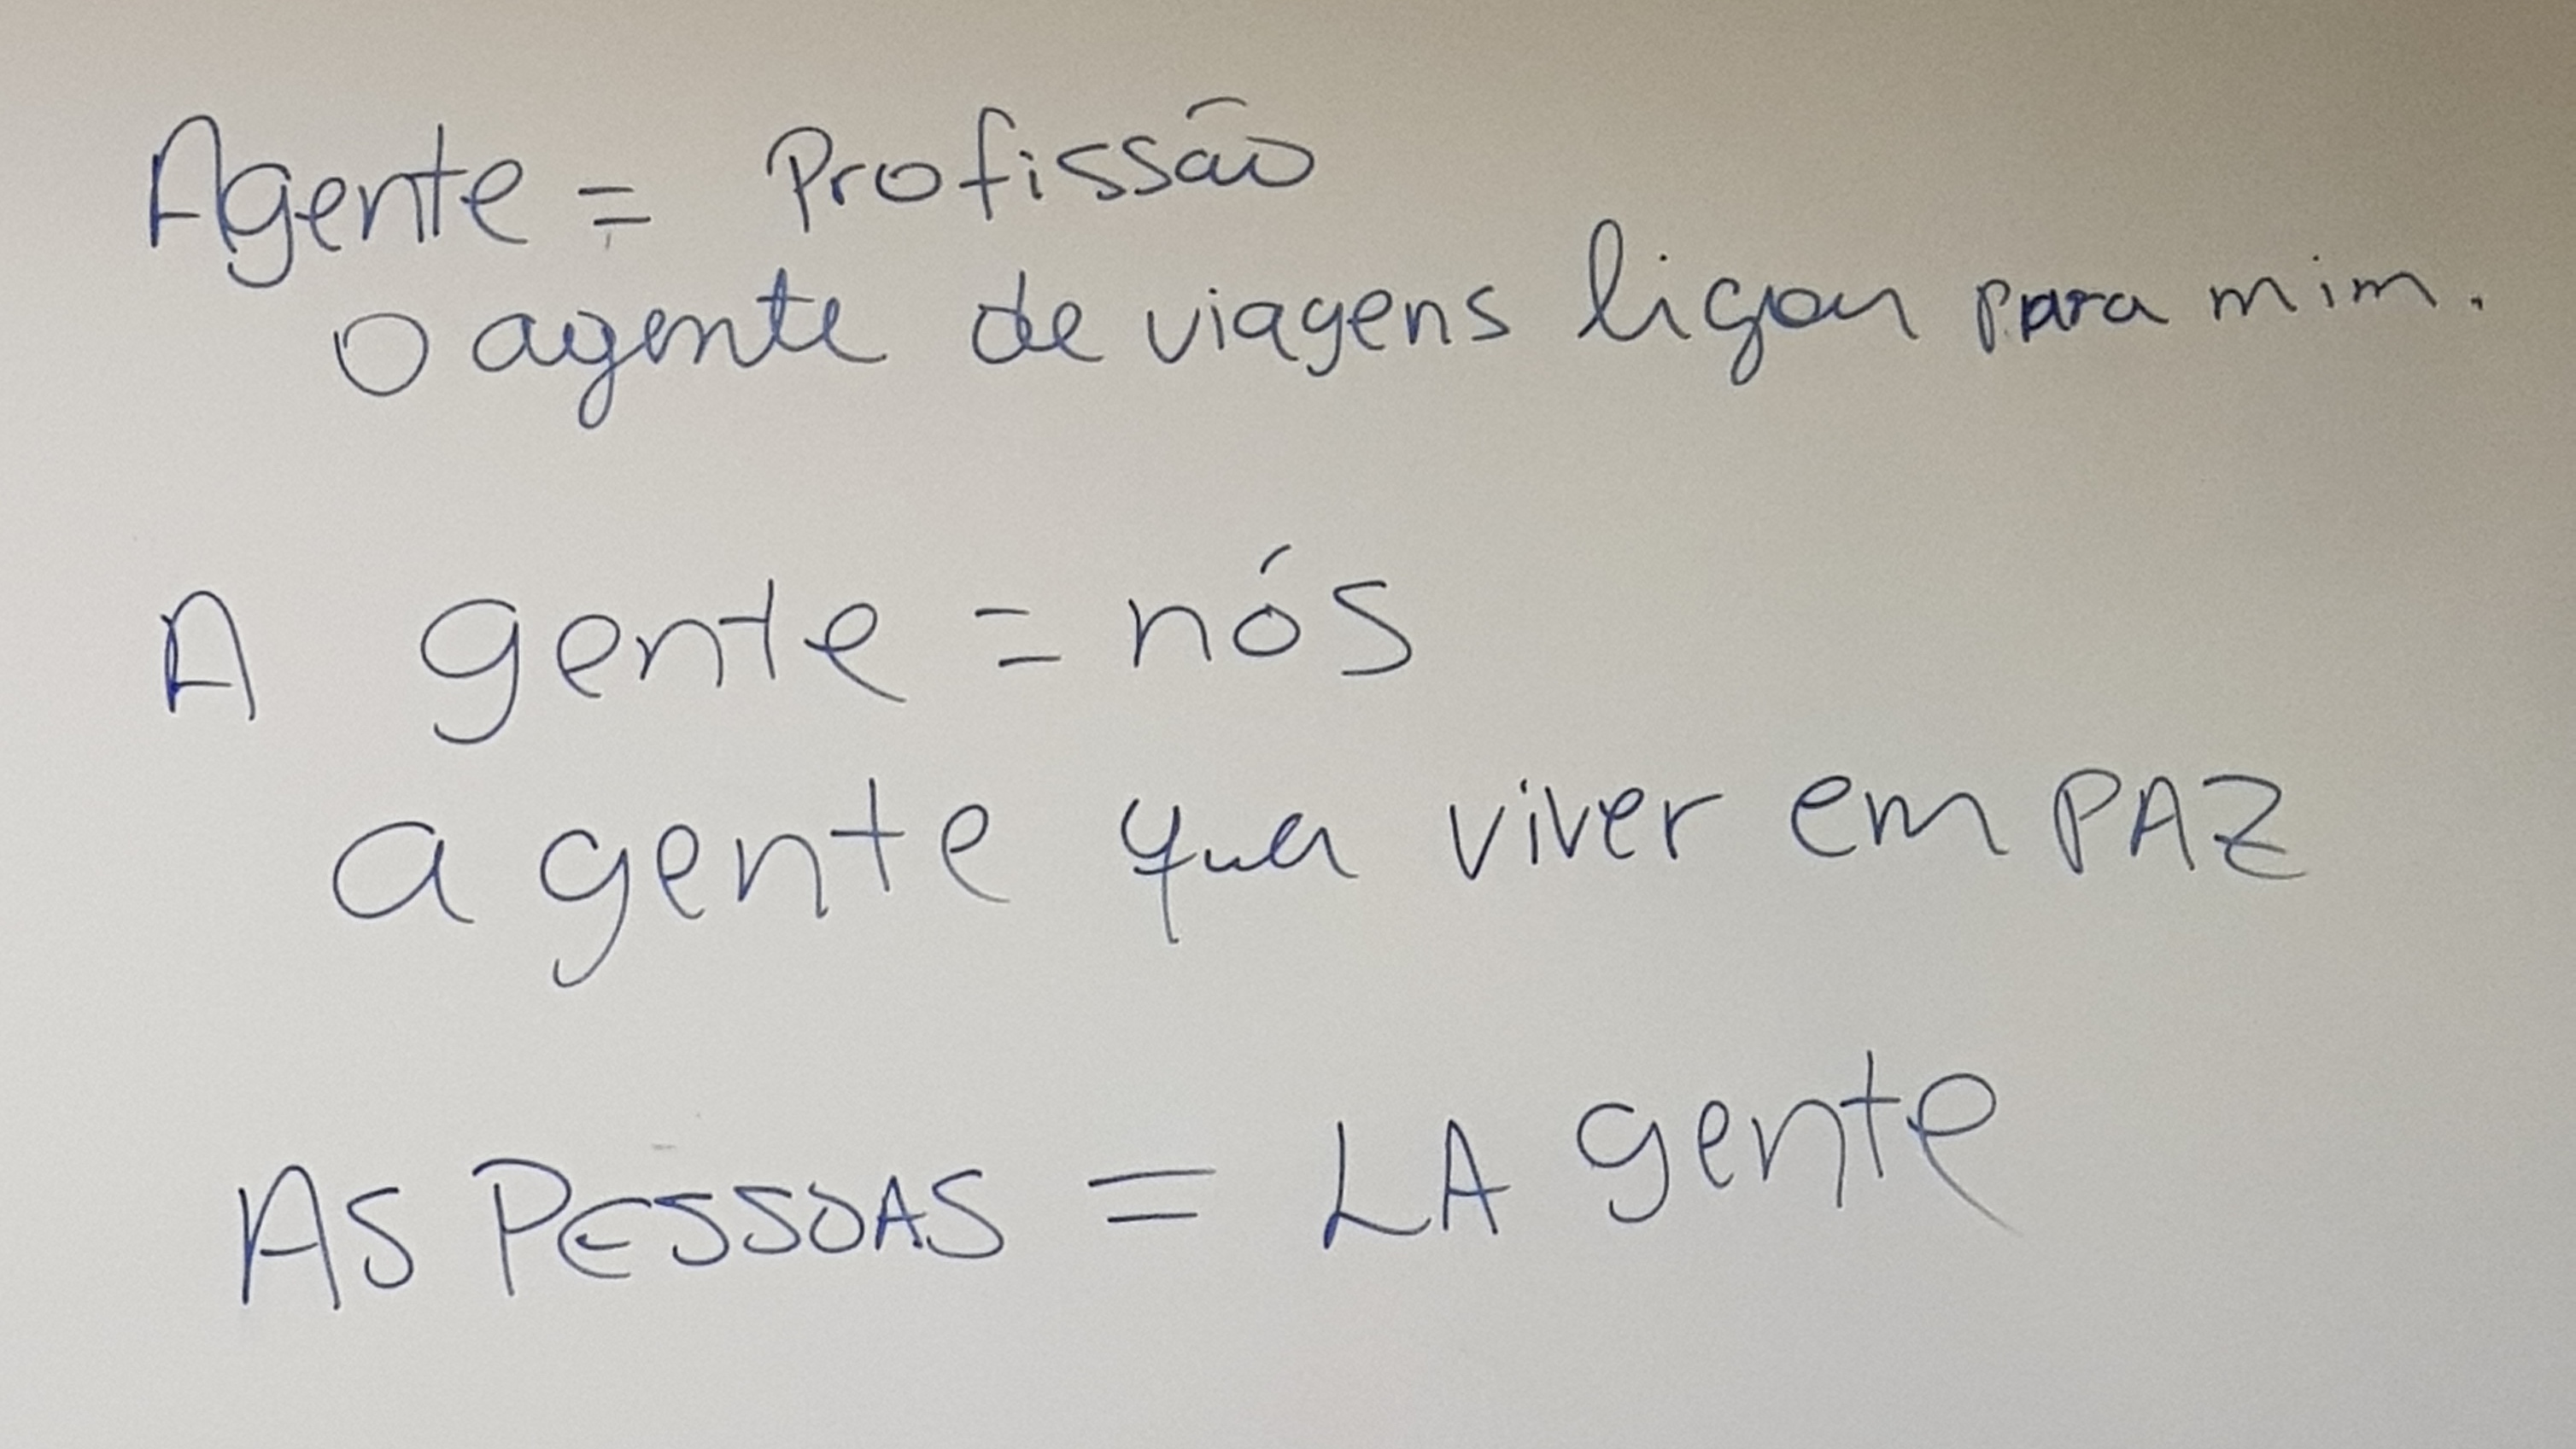 Agente = Profissão
O agente de viagens ligou para mim.
A gente = nós
a gente quer viver em PAZ
AS PESSOAS = LA gente